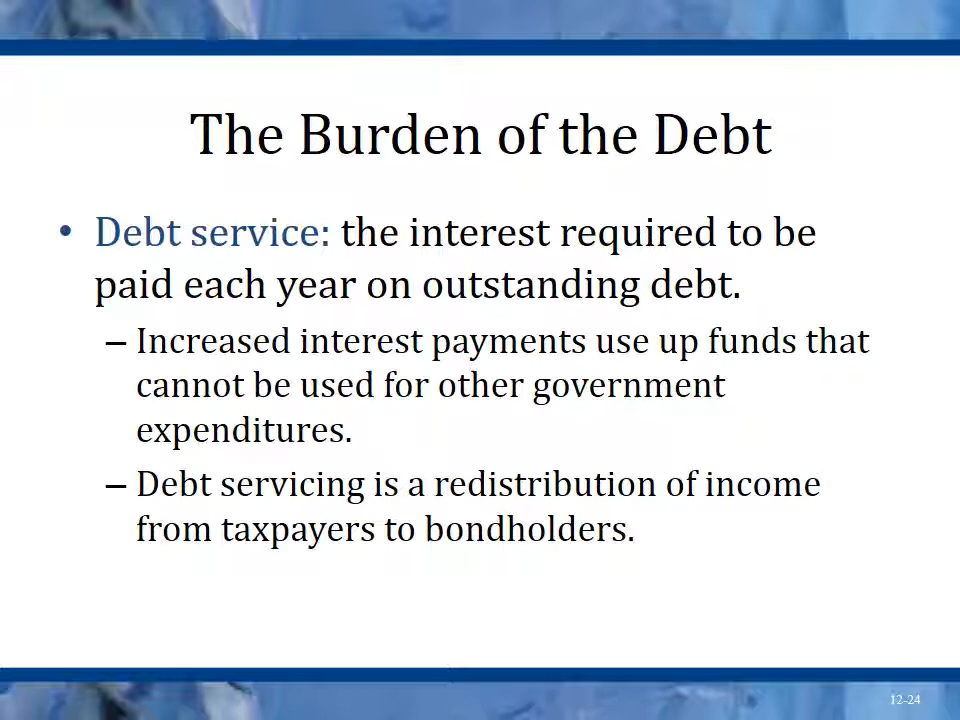 The Burden of the Debt
• Debt service: the interest required to be
paid each year on outstanding debt.
– Increased interest payments use up funds that
cannot be used for other government
expenditures.
– Debt servicing is a redistribution of income
from taxpayers to bondholders.
12-24